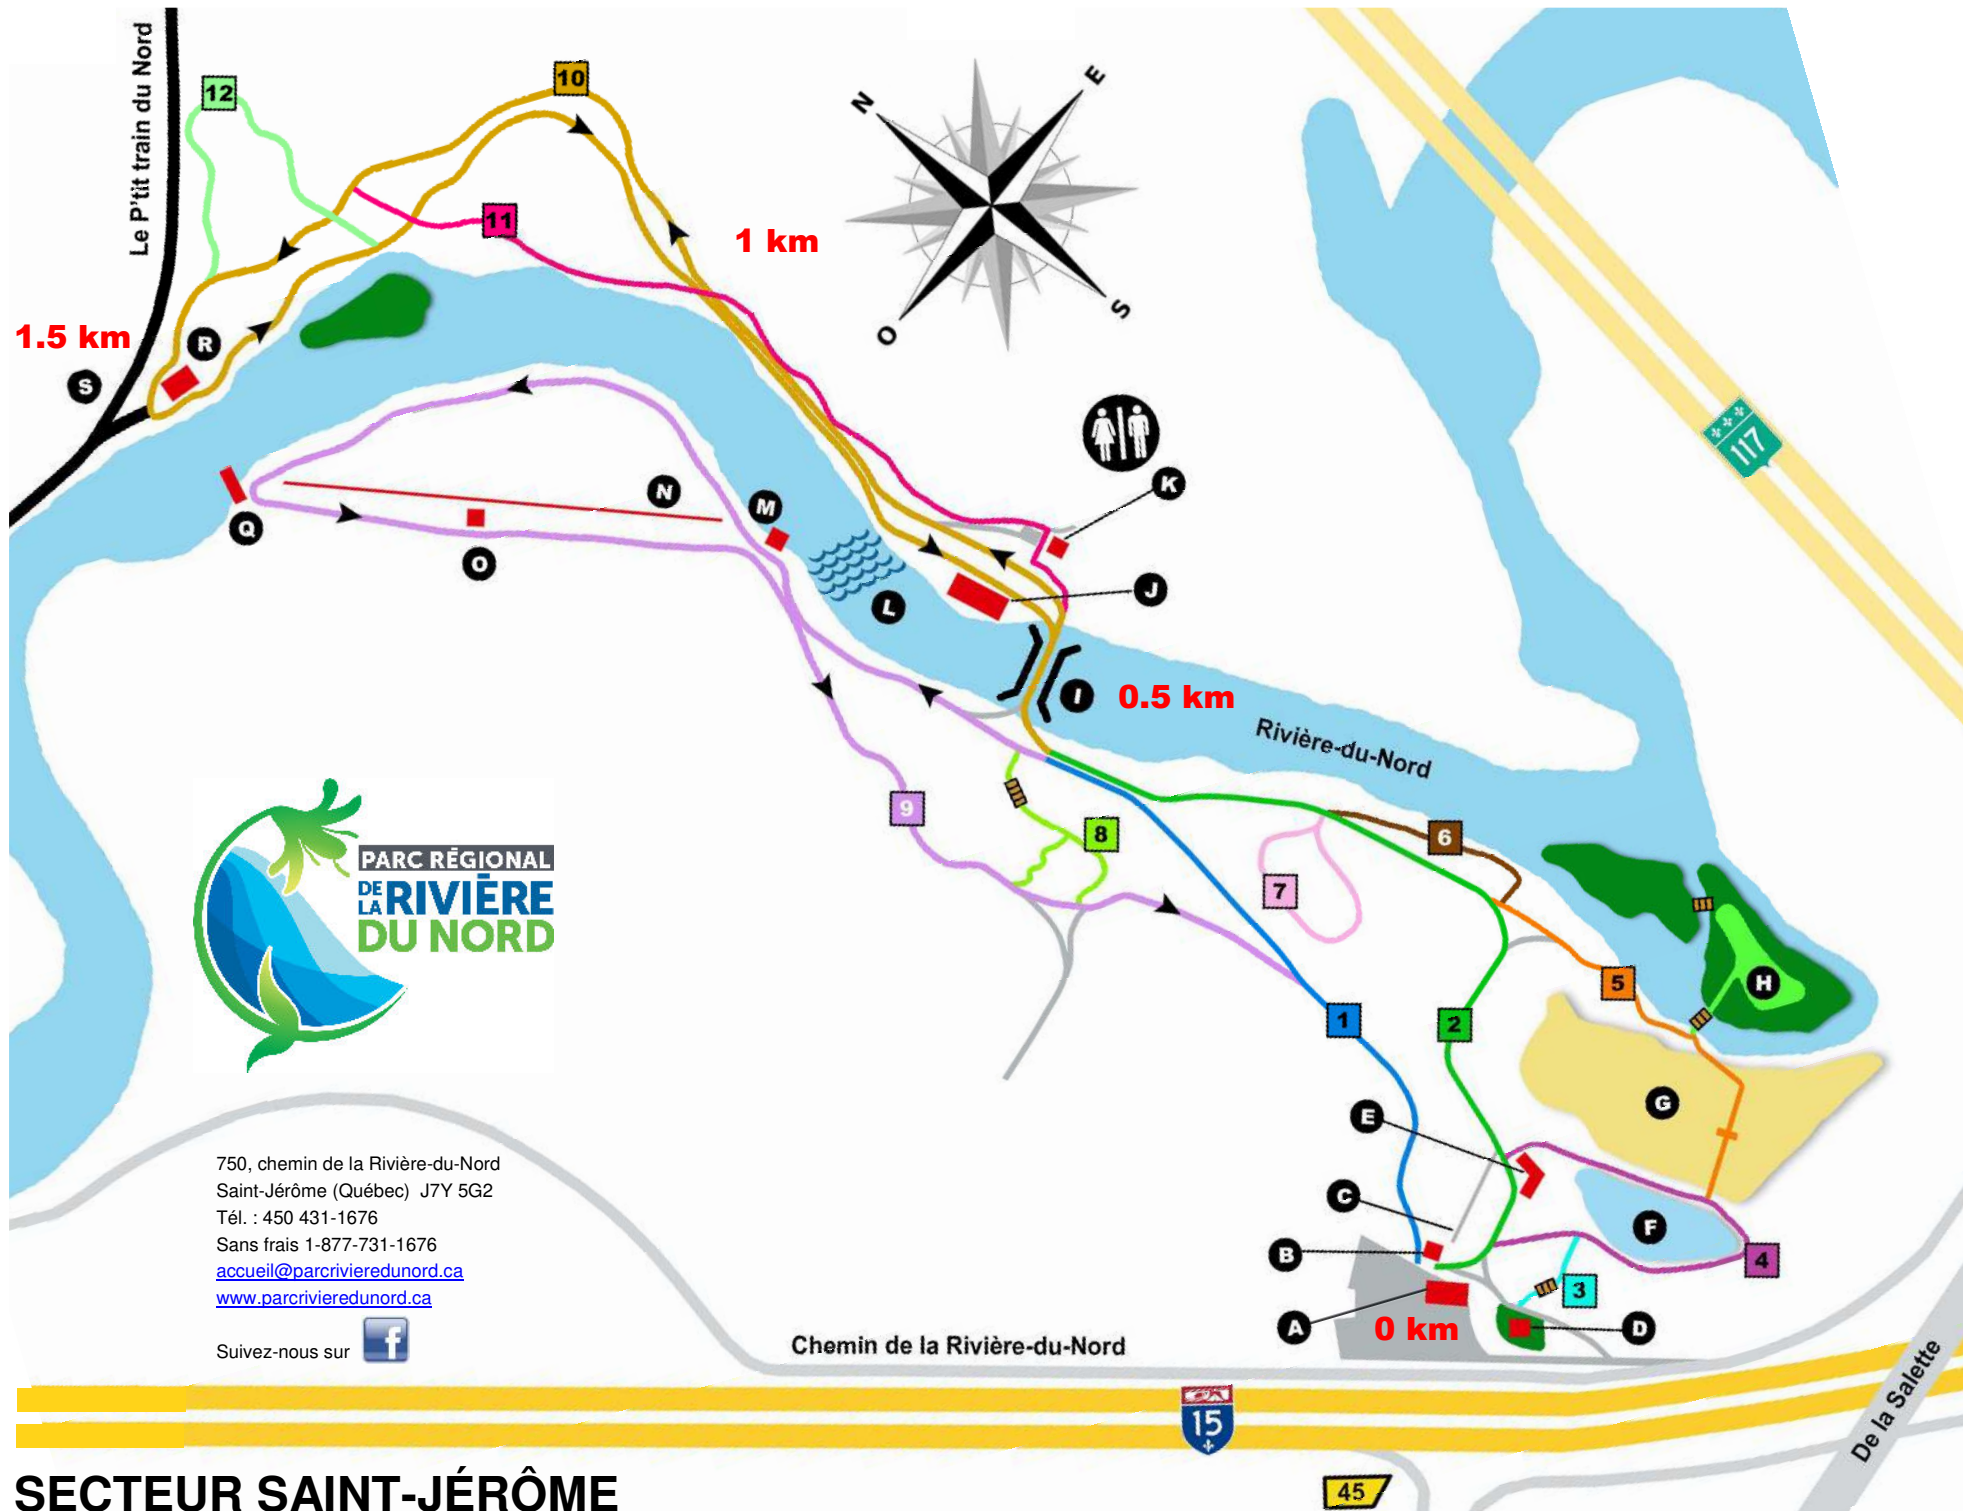 Le P'tit train du Nord
12
10
N
E
11
1 km
O
S
1.5 km
R
S
117
K
N
M
Q
O
J
L
I
0.5 km
Rivière-du-Nord
9
8
6
7
PARC RÉGIONAL
DE LA RIVIÈRE
DU NORD
5
H
1
2
G
E
C
F
B
4
3
A
0 km
D
750, chemin de la Rivière-du-Nord
Saint-Jérôme (Québec) J7Y 5G2
Tél. : 450 431-1676
Sans frais 1-877-731-1676
accueil@parcrivieredunord.ca
www.parcrivieredunord.ca
Suivez-nous sur f
Chemin de la Rivière-du-Nord
De la Salette
15
45
SECTEUR SAINT-JÉRÔME